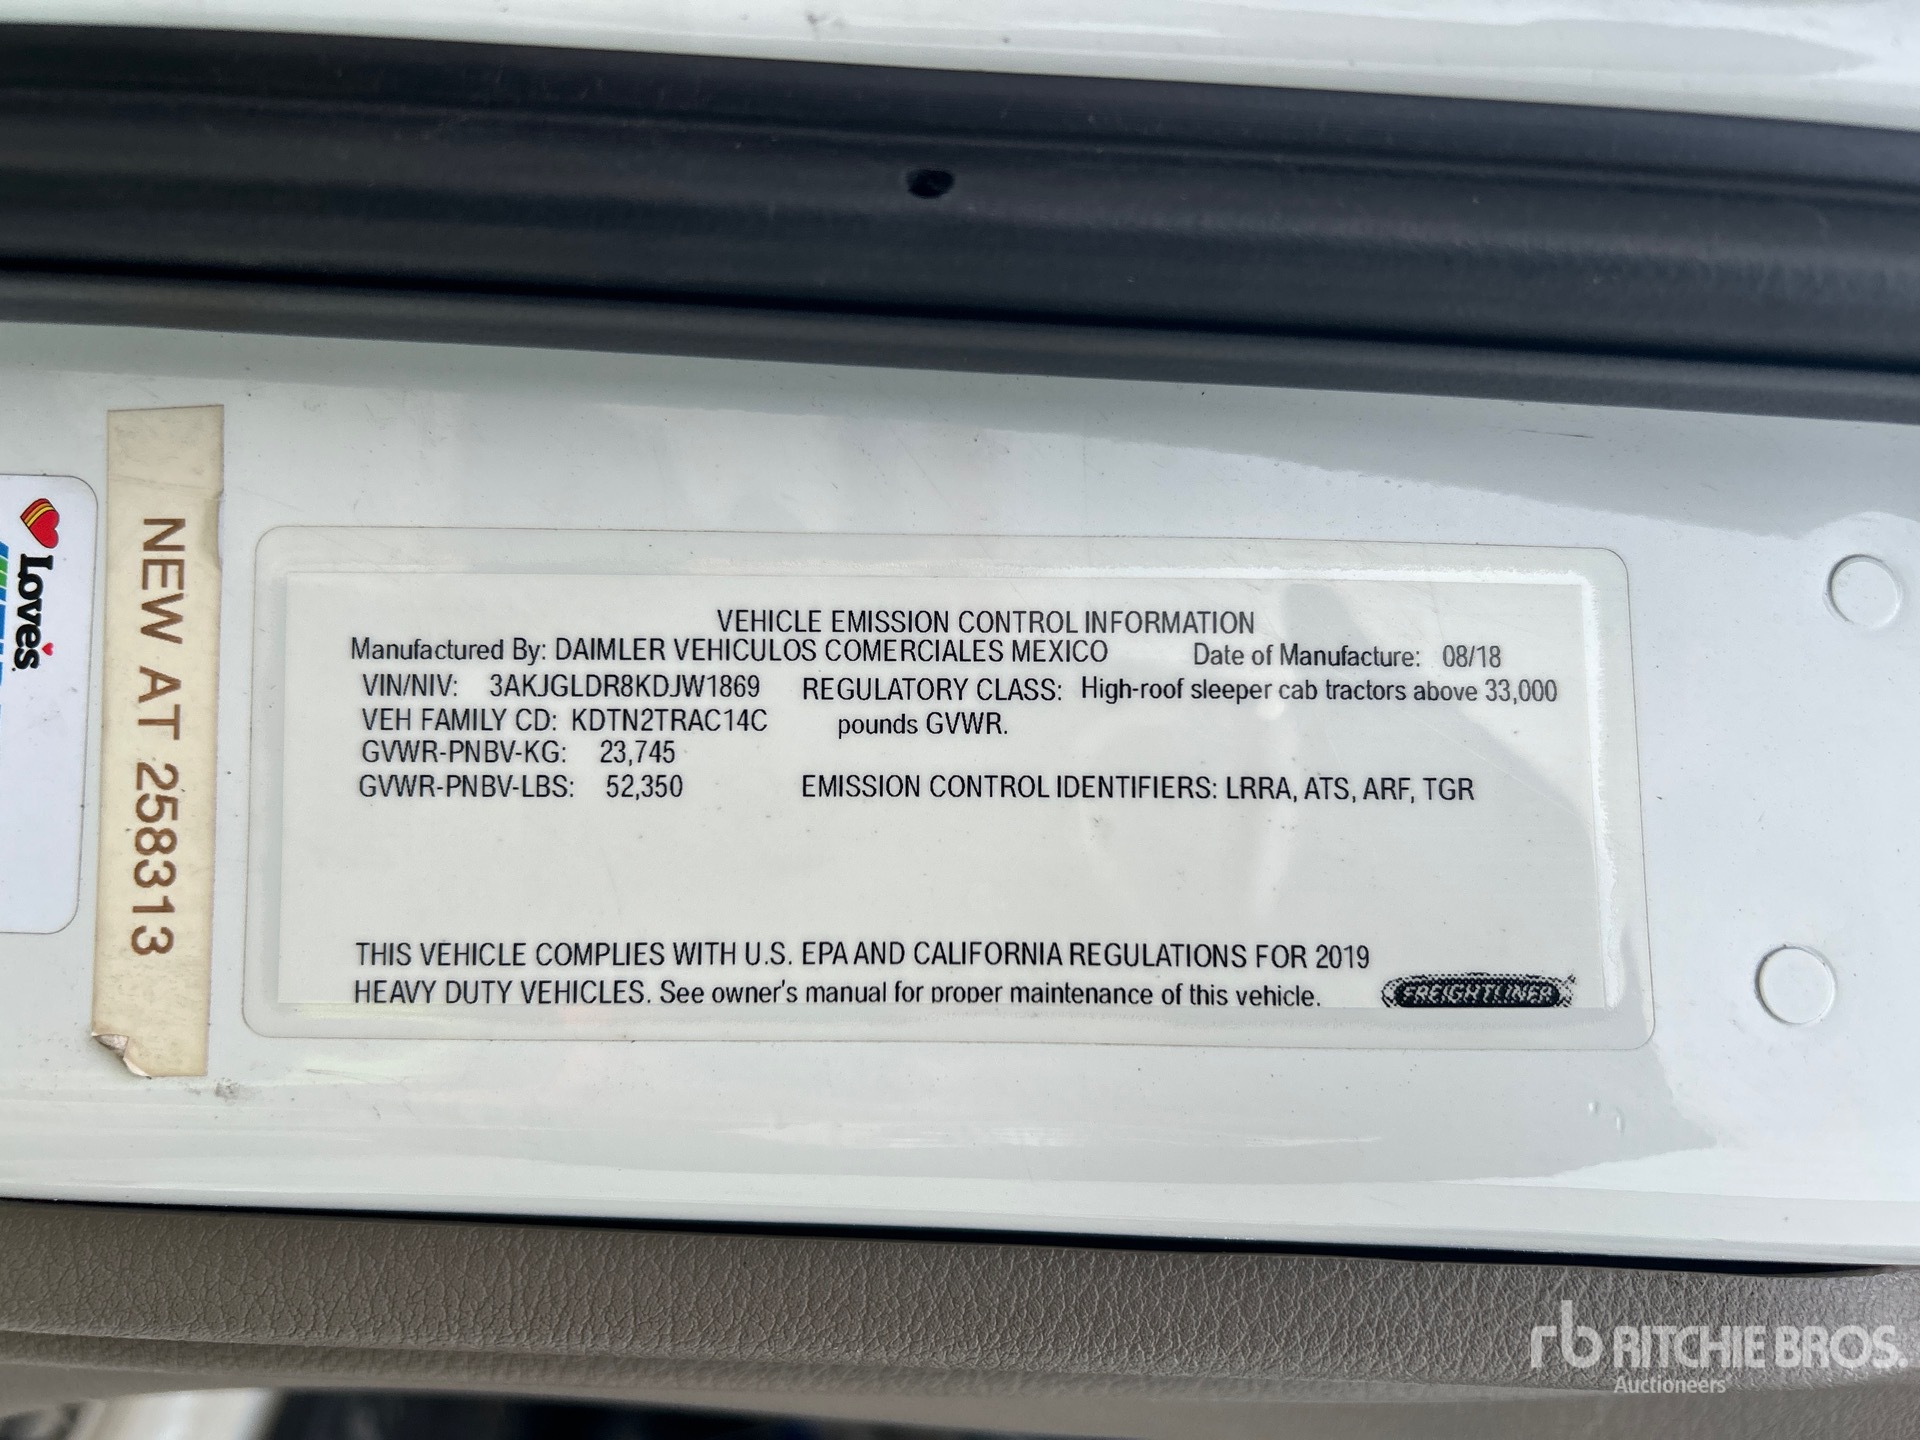 Love's
NEW AT 258313
VEHICLE EMISSION CONTROL INFORMATION
Manufactured By: DAIMLER VEHICULOS COMERCIALES MEXICO Date of Manufacture: 08/18
VIN/NIV: 3AKJGLDR8KDJW1869 REGULATORY CLASS: High-roof sleeper cab tractors above 33,000
VEH FAMILY CD: KDTN2TRAC14C pounds GVWR.
GVWR-PNBV-KG: 23,745
GVWR-PNBV-LBS: 52,350 EMISSION CONTROL IDENTIFIERS: LRRA, ATS, ARF, TGR
THIS VEHICLE COMPLIES WITH U.S. EPA AND CALIFORNIA REGULATIONS FOR 2019
HEAVY DUTY VEHICLES. See owner's manual for proper maintenance of this vehicle.
FREIGHTLINER
rb RITCHIE BROS.
Auctioneers